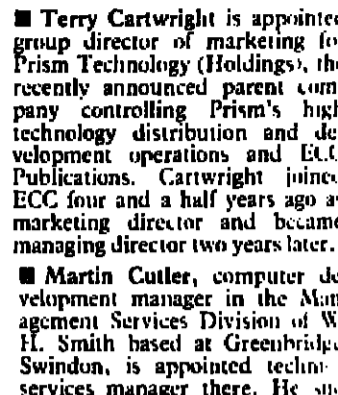 ■ Terry Cartwright is appointed
group director of marketing for
Prism Technology (Holdings), the
recently announced parent com-
pany controlling Prism's high
technology distribution and de-
velopment operations and ECC
Publications. Cartwright joined
ECC four and a half years ago as
marketing director and became
managing director two years later.
■ Martin Cutler, computer de-
velopment manager in the Man-
agement Services Division of W.
H. Smith based at Greenbridge,
Swindon, is appointed
services manager there. He